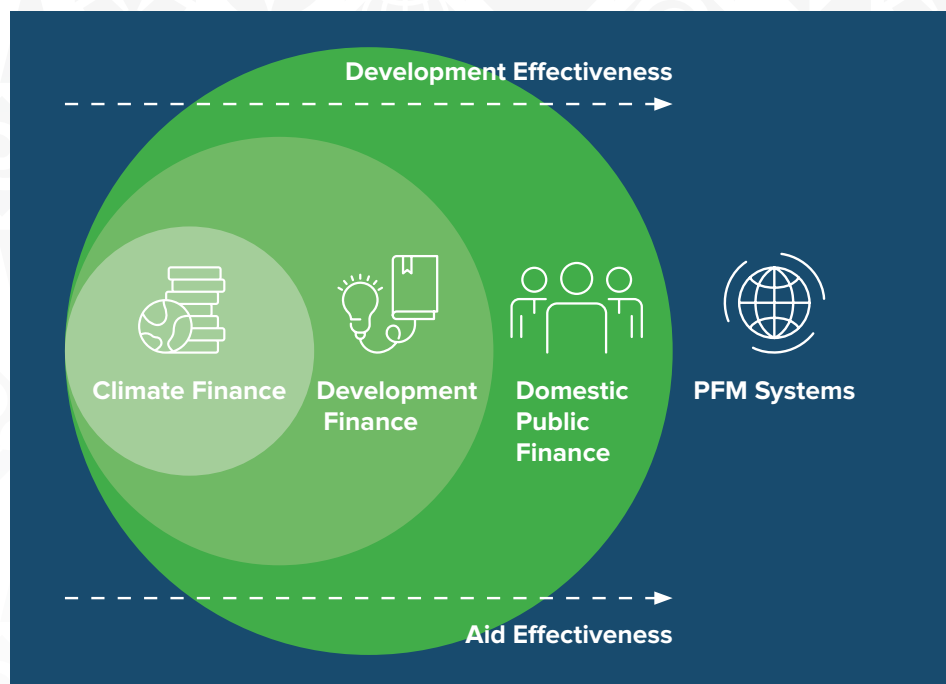 Development Effectiveness
Climate Finance
Development
Finance
Domestic
Public
Finance
PFM Systems
Aid Effectiveness